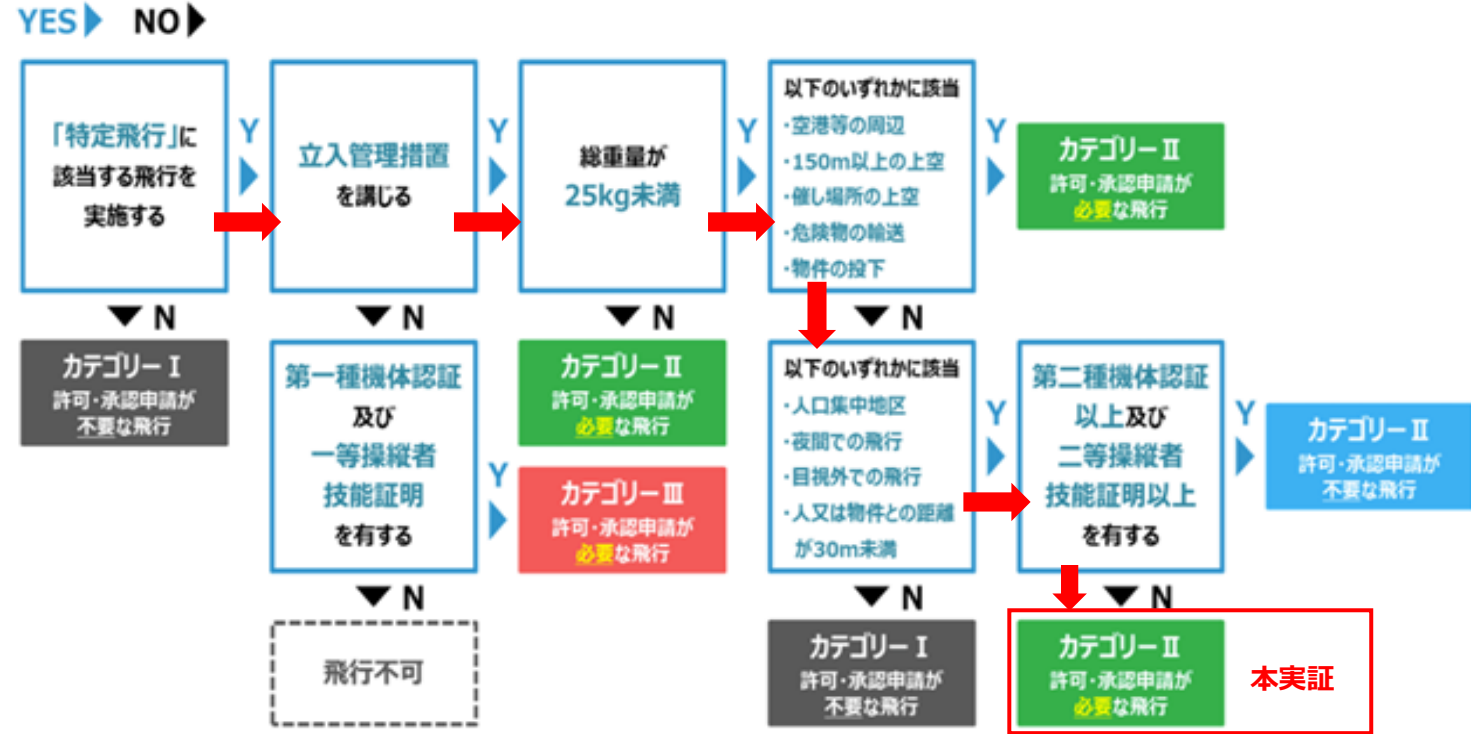 YES NO
「特定飛行」に
該当する飛行を
実施する
Y
立入管理措置
を講じる
Y
総重量が
25kg未満
Y
以下のいずれかに該当
・空港等の周辺
・150m以上の上空
・催し場所の上空
・危険物の輸送
・物件の投下
Y
カテゴリーⅡ
許可・承認申請が
必要な飛行
N
N
N
N
カテゴリーⅠ
許可・承認申請が
不要な飛行
第一種機体認証
及び
一等操縦者
技能証明
を有する
Y
カテゴリーⅡ
許可・承認申請が
必要な飛行
カテゴリーⅢ
許可・承認申請が
必要な飛行
以下のいずれかに該当
・人口集中地区
・夜間での飛行
・目視外での飛行
・人又は物件との距離
が30m未満
Y
第二種機体認証
以上及び
二等操縦者
技能証明以上
を有する
Y
カテゴリーⅡ
許可・承認申請が
不要な飛行
N
N
N
飛行不可
カテゴリーⅠ
許可・承認申請が
不要な飛行
カテゴリーⅡ
許可・承認申請が
必要な飛行
本実証